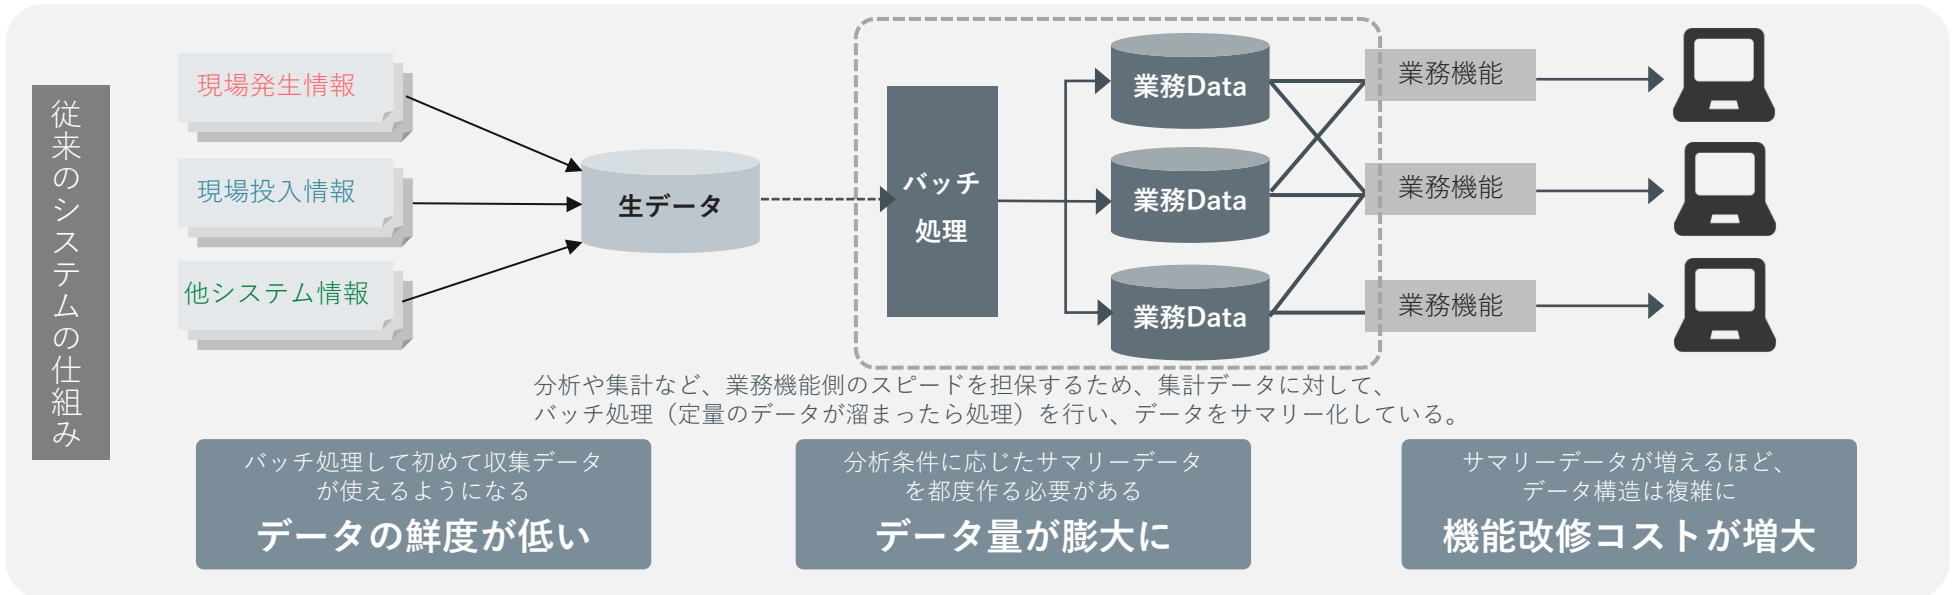 従来のシステムの仕組み
現場発生情報
現場投入情報
他システム情報
生データ
バッチ
処理
業務Data
業務Data
業務Data
業務機能
業務機能
業務機能
分析や集計など、業務機能側のスピードを担保するため、集計データに対して、
バッチ処理（定量のデータが溜まったら処理）を行い、データをサマリー化している。
バッチ処理して初めて収集データ
が使えるようになる
データの鮮度が低い
分析条件に応じたサマリーデータ
を都度作る必要がある
データ量が膨大に
サマリーデータが増えるほど、
データ構造は複雑に
機能改修コストが増大